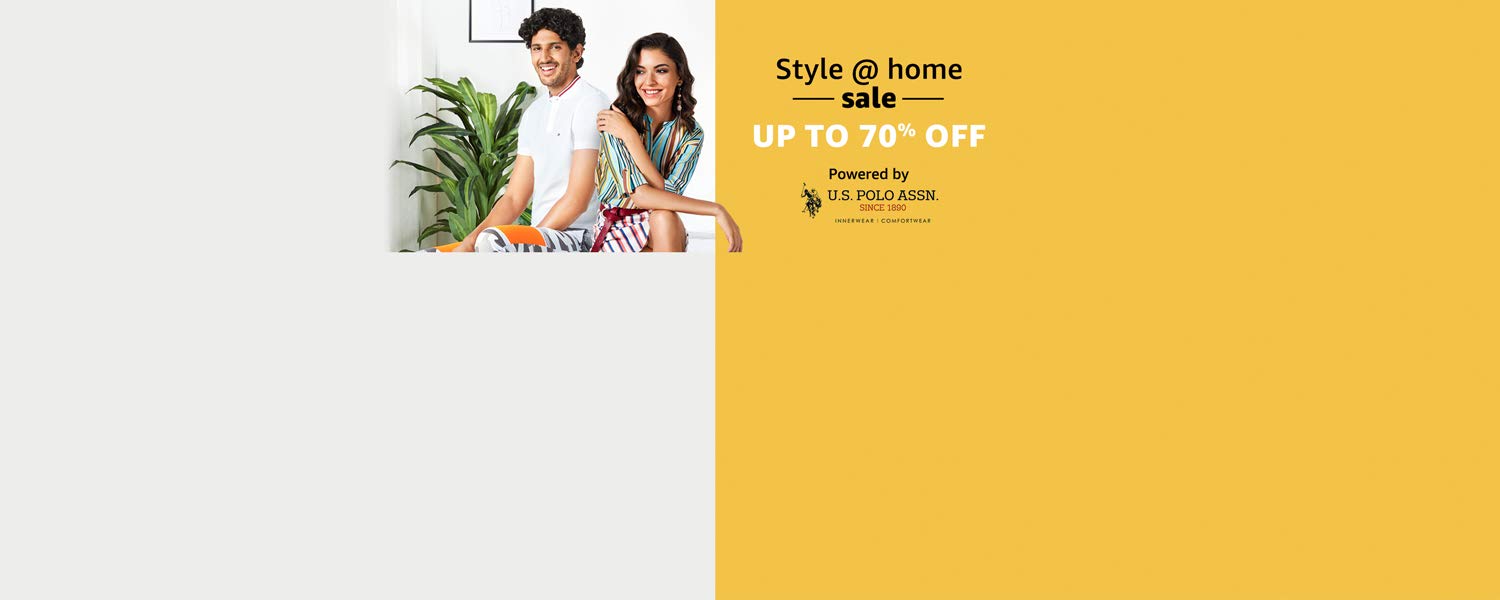 Style @ home
sale
UP TO 70% OFF
Powered by
U.S. POLO ASSN.
SINCE 1890
INNERWEAR | COMFORTWEAR